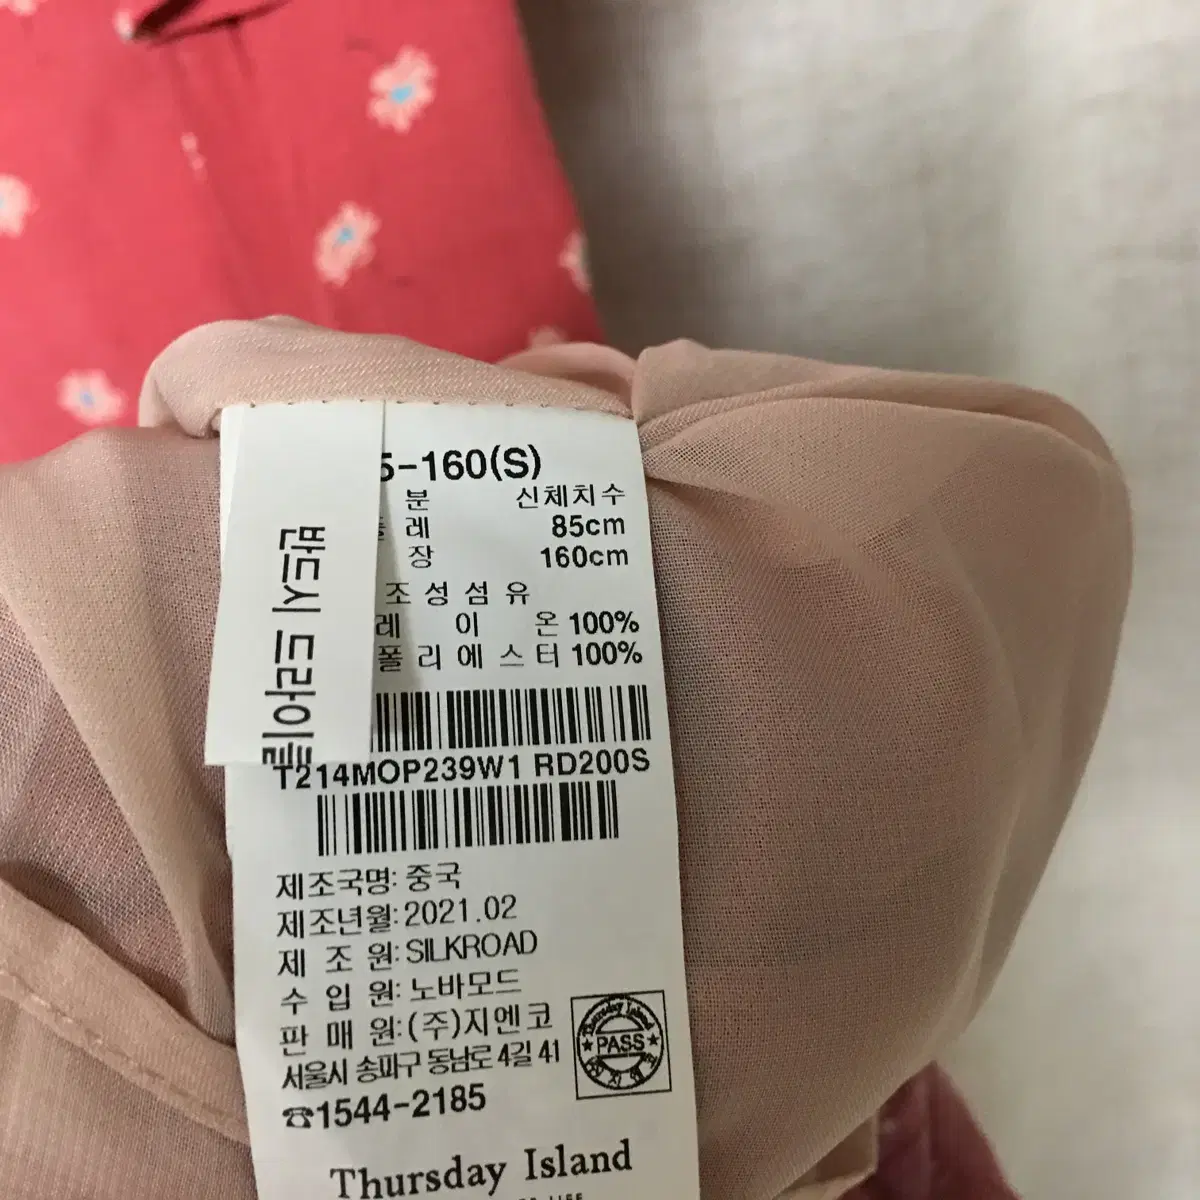 5-160(S)
분 신체치수
레 85cm
장 160cm
조성섬유
레이온 100%
폴리에스터 100%
반드시 드라이클
T214MOP239W1 RD200S
제조국명: 중국
제조년월: 2021.02
제조원: SILKROAD
수입원: 노바모드
판매원: (주)지엔코
서울시 송파구 동남로 4길 41
☎1544-2185
Thursday Island
PASS
Thursday Island